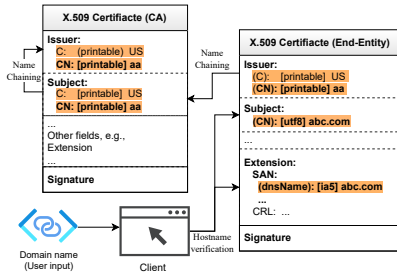 X.509 Certifiacte (CA)
Issuer:
C: (printable) US
CN: [printable] aa
Subject:
C: [printable] US
CN: [printable] aa
...
Other fields, e.g.,
Extension
...
Signature
Name
Chaining
Name
Chaining
X.509 Certifiacte (End-Entity)
Issuer:
(C): [printable] US
(CN): [printable] aa
Subject:
(CN): [utf8] abc.com
...
Extension:
SAN:
(dnsName): [ia5] abc.com
...
CRL: ...
Signature
Domain name
(User input)
Client
Hostname
verification